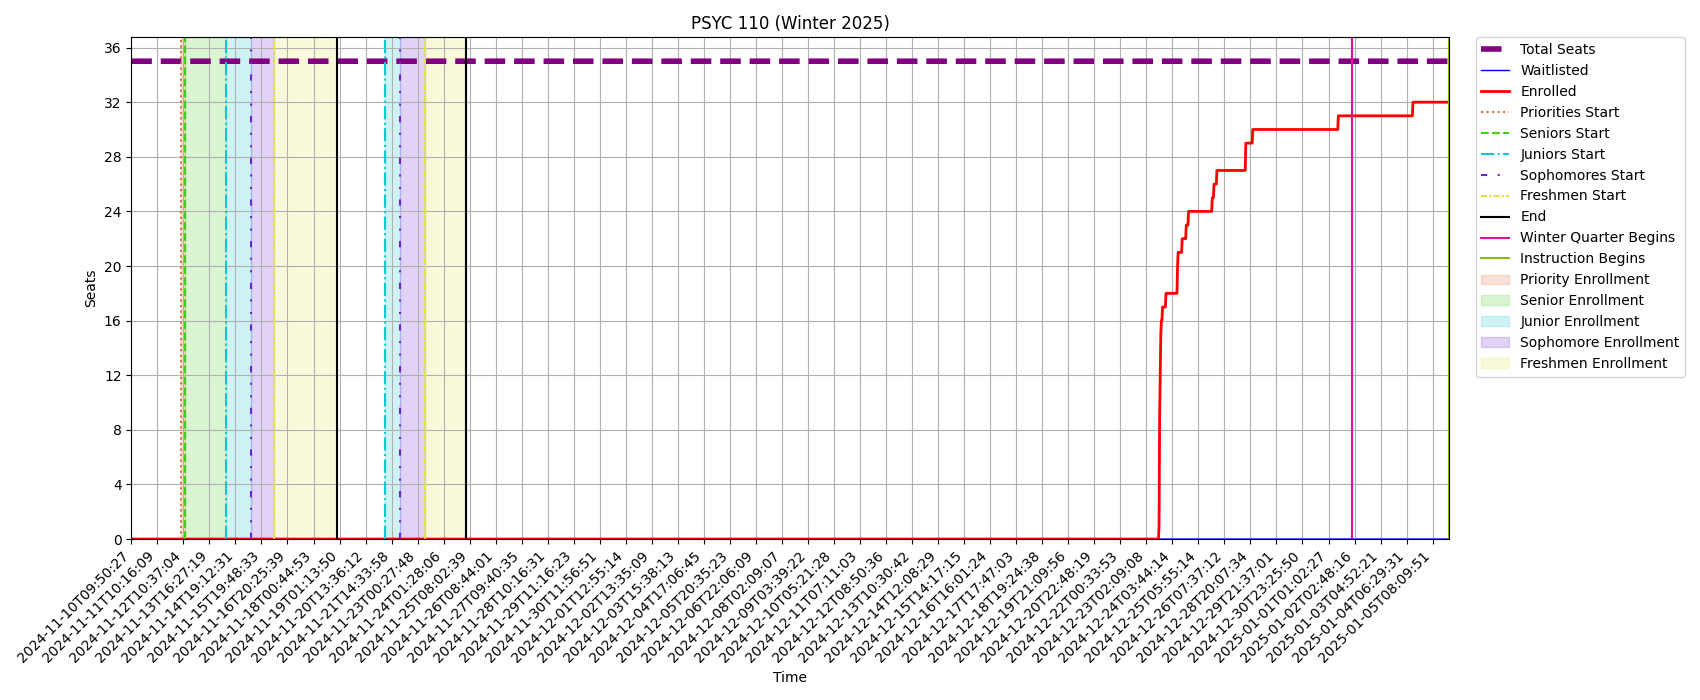 PSYC 110 (Winter 2025)
Seats
36
32
28
24
20
16
12
8
4
0
2024-11-10T09:50:27
2024-11-11T10:16:09
2024-11-12T10:37:04
2024-11-13T16:27:19
2024-11-14T19:12:31
2024-11-15T19:48:33
2024-11-16T20:25:39
2024-11-18T00:44:53
2024-11-19T01:13:50
2024-11-20T13:36:12
2024-11-21T14:33:58
2024-11-23T00:27:48
2024-11-24T01:28:06
2024-11-25T08:02:39
2024-11-26T08:44:01
2024-11-27T09:40:35
2024-11-28T10:16:31
2024-11-29T11:16:23
2024-11-30T11:56:51
2024-12-01T12:55:14
2024-12-02T13:35:09
2024-12-03T15:38:13
2024-12-04T17:06:45
2024-12-05T20:35:23
2024-12-06T22:06:09
2024-12-08T02:09:07
2024-12-09T03:39:22
2024-12-10T05:21:28
2024-12-11T07:11:03
2024-12-12T08:50:36
2024-12-13T10:30:42
2024-12-14T12:08:29
2024-12-15T14:17:15
2024-12-16T16:01:24
2024-12-17T17:47:03
2024-12-18T19:24:38
2024-12-19T21:09:56
2024-12-20T22:48:19
2024-12-22T00:33:53
2024-12-23T02:09:08
2024-12-24T03:44:14
2024-12-25T05:55:14
2024-12-26T07:37:12
2024-12-28T20:07:34
2024-12-29T21:37:01
2024-12-30T23:25:50
2025-01-01T01:02:27
2025-01-02T02:48:16
2025-01-03T04:52:21
2025-01-04T06:29:31
2025-01-05T08:09:51
Time
Total Seats
Waitlisted
Enrolled
Priorities Start
Seniors Start
Juniors Start
Sophomores Start
Freshmen Start
End
Winter Quarter Begins
Instruction Begins
Priority Enrollment
Senior Enrollment
Junior Enrollment
Sophomore Enrollment
Freshmen Enrollment